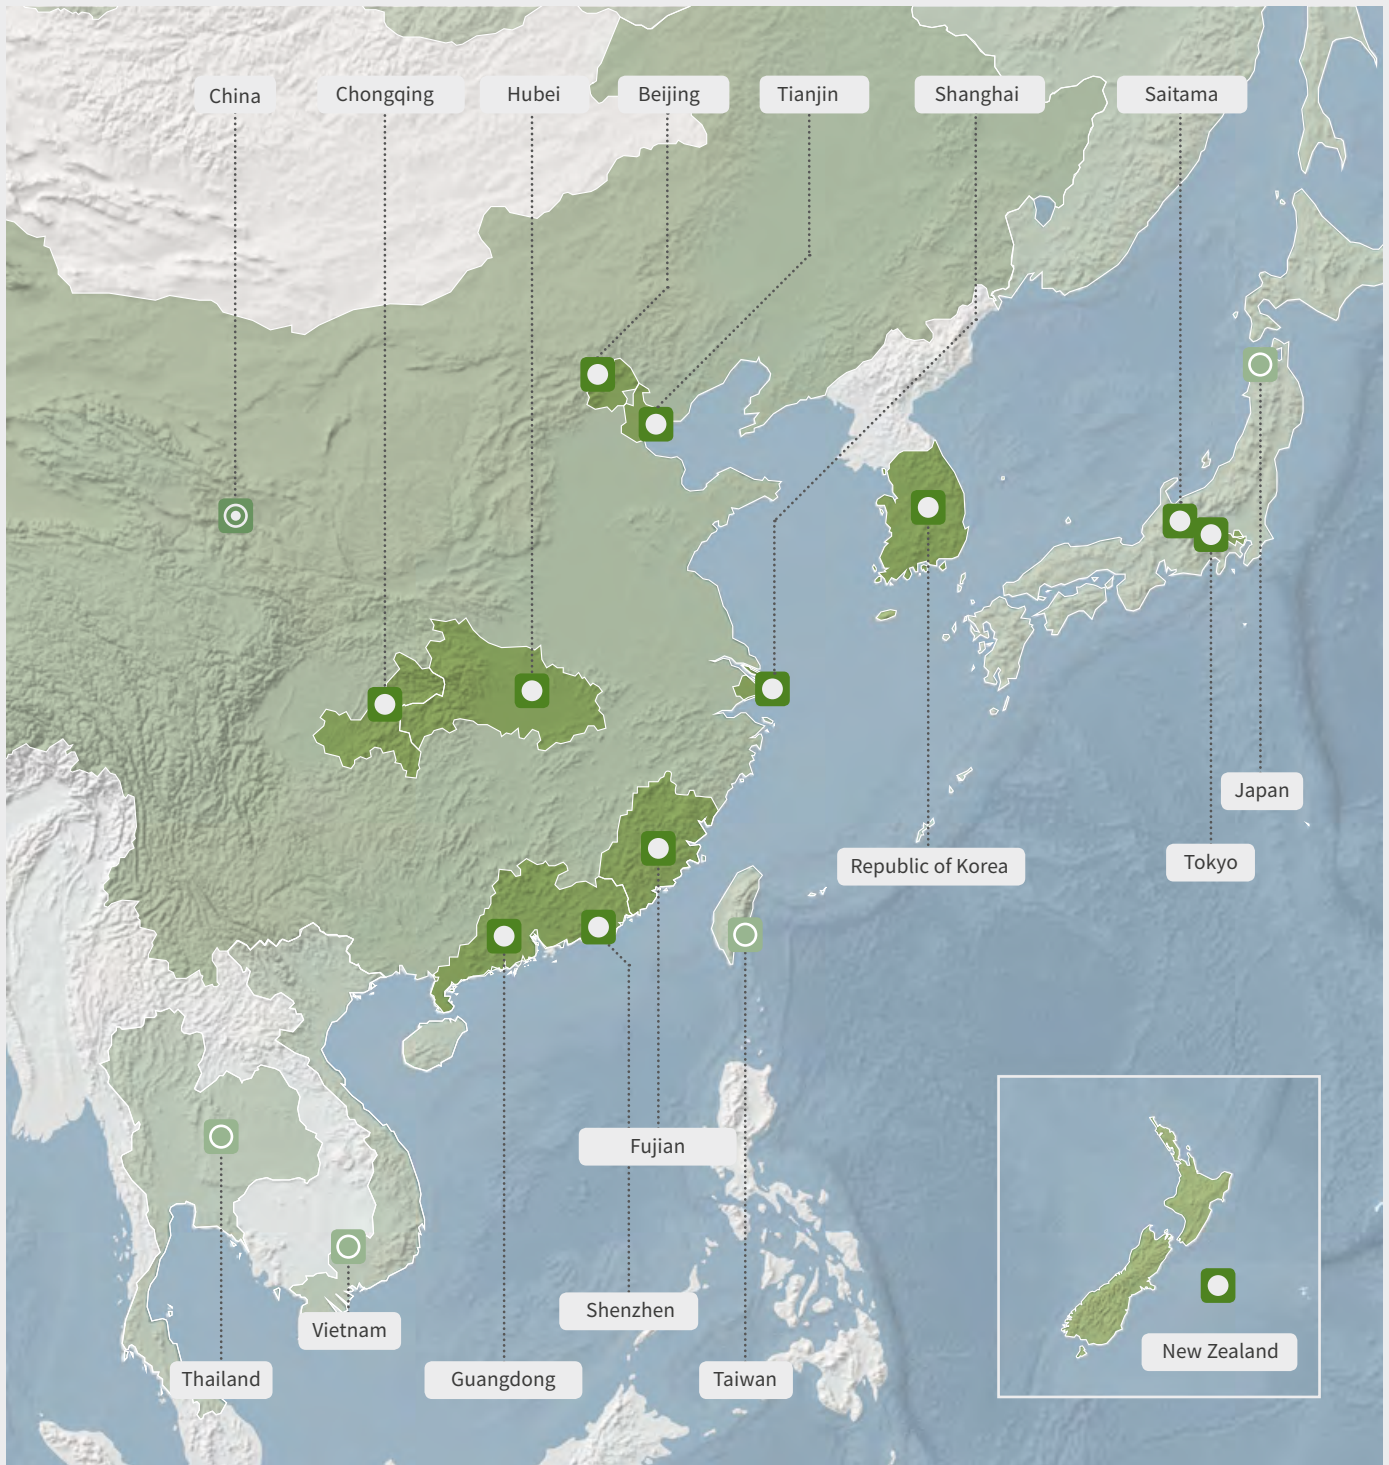 China
Chongqing
Hubei
Beijing
Tianjin
Shanghai
Saitama
Japan
Tokyo
Republic of Korea
Fujian
Shenzhen
Vietnam
New Zealand
Thailand
Guangdong
Taiwan